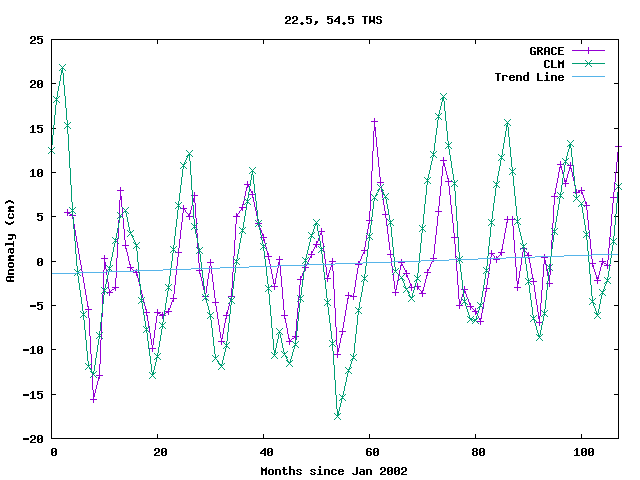 22.5, 54.5 TWS
GRACE
CLM
Trend Line
25
20
15
10
5
0
-5
-10
-15
-20
Anomaly (cm)
0 20 40 60 80 100
Months since Jan 2002